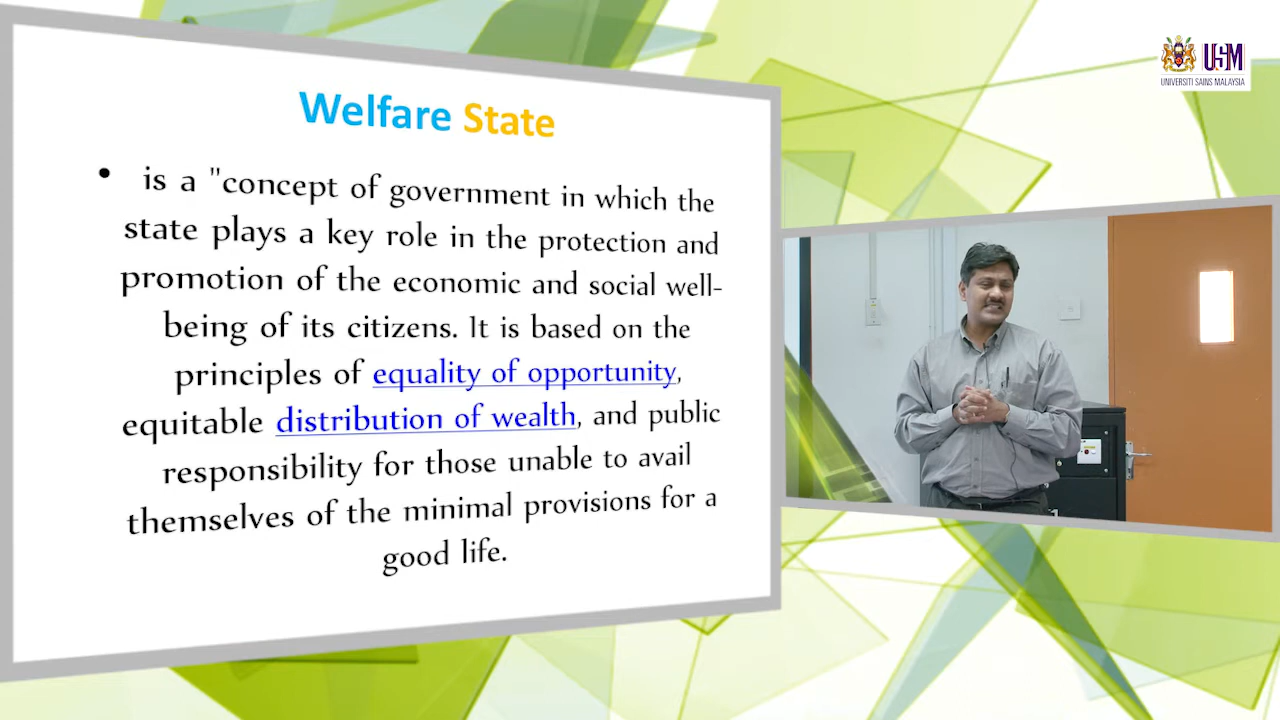 USM
UNIVERSITI SAINS MALAYSIA
Welfare State
• is a "concept of government in which the
state plays a key role in the protection and
promotion of the economic and social well-
being of its citizens. It is based on the
principles of equality of opportunity,
equitable distribution of wealth, and public
responsibility for those unable to avail
themselves of the minimal provisions for a
good life.